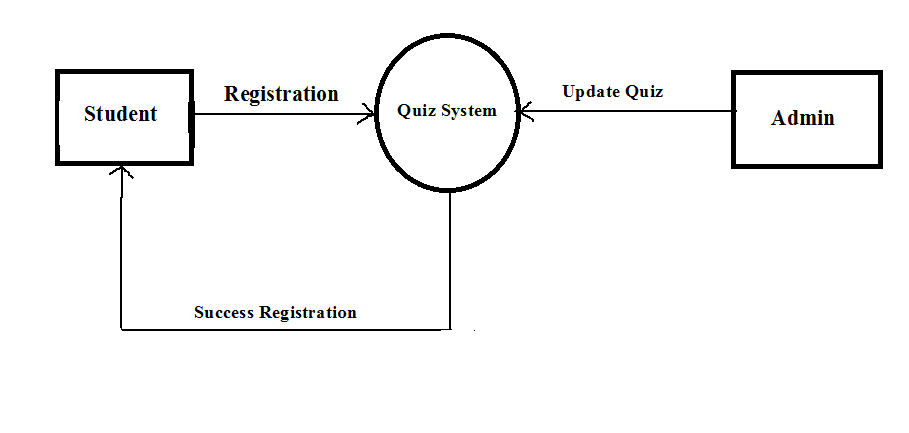 Student
Registration
Quiz System
Update Quiz
Admin
Success Registration